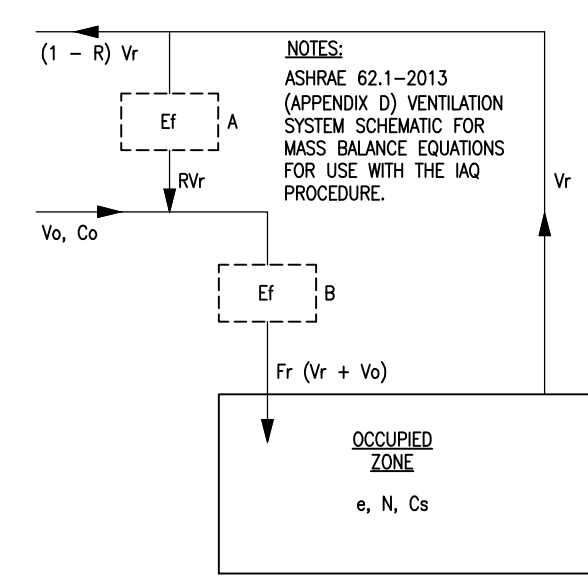 (1 - R) Vr
NOTES:
ASHRAE 62.1-2013
(APPENDIX D) VENTILATION
SYSTEM SCHEMATIC FOR
MASS BALANCE EQUATIONS
FOR USE WITH THE IAQ
PROCEDURE.
Ef
A
RVr
Vr
Vo, Co
Ef
B
Fr (Vr + Vo)
OCCUPIED
ZONE
e, N, Cs